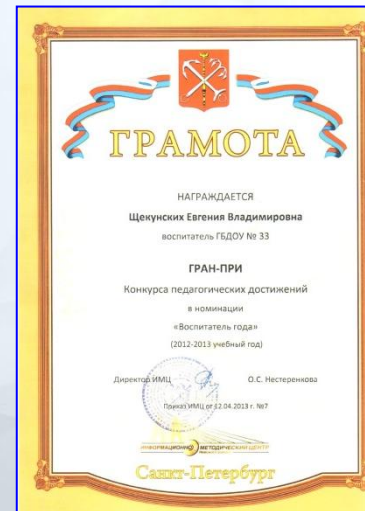 ГРАМОТА
НАГРАЖДАЕТСЯ
Щекунских Евгения Владимировна
воспитатель ГБДОУ № 33
ГРАН-ПРИ
Конкурса педагогических достижений
в номинации
«Воспитатель года»
(2012-2013 учебный год)
Директор ИМЦ О.С. Нестеренкова
Приказ ИМЦ от 12.04.2013 г. №7
ИНФОРМАЦИОННО МЕТОДИЧЕСКИЙ ЦЕНТР
Санкт-Петербург